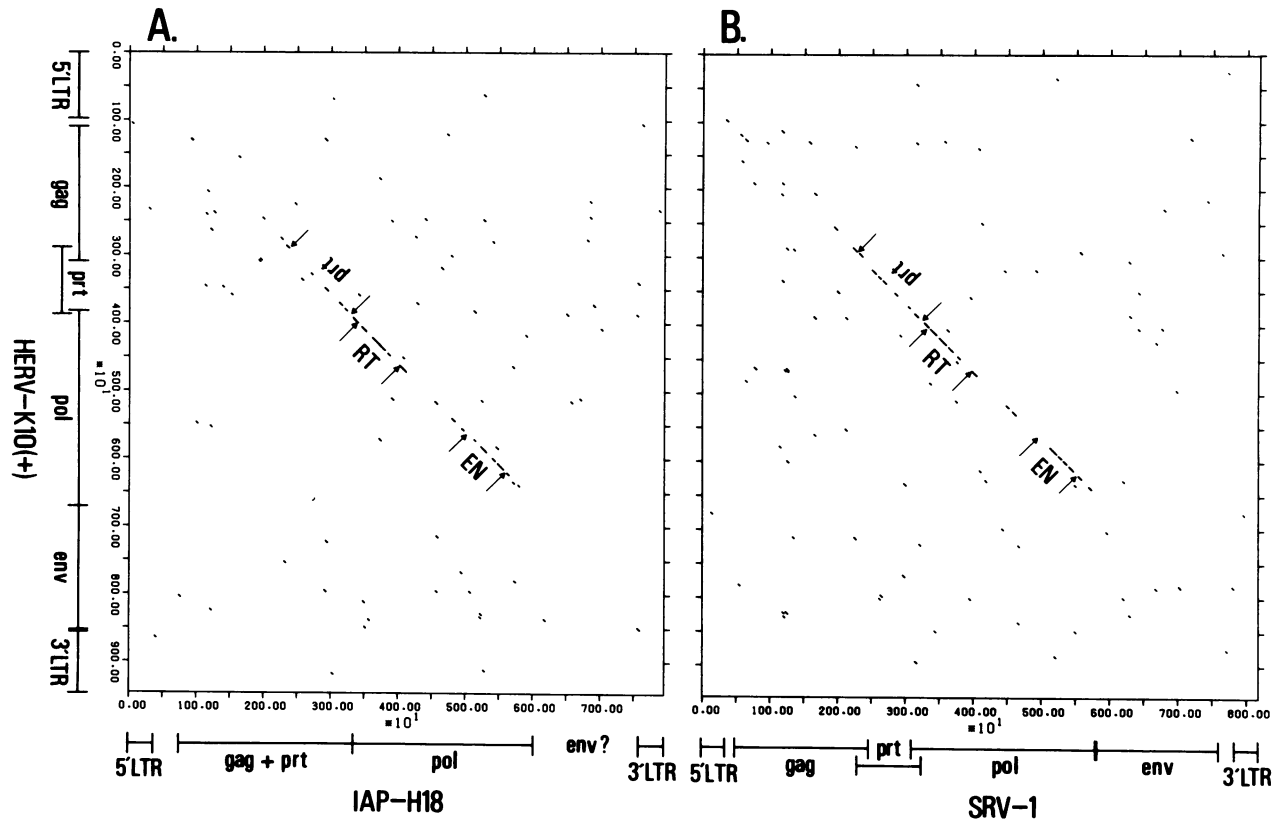 A.
B.
5'LTR
gag
prt
pol
env
3'LTR
HERV-K10(+)
0.00
100.00
200.00
300.00
400.00
500.00
600.00
700.00
800.00
900.00
*10¹
prt
RT
EN
0.00 100.00 200.00 300.00 400.00 500.00 600.00 700.00
*10¹
5'LTR
gag + prt
pol
env ?
3'LTR
IAP-H18
prt
RT
EN
0.00 100.00 200.00 300.00 400.00 500.00 600.00 700.00 800.00
*10¹
5'LTR
gag
prt
pol
env
3'LTR
SRV-1